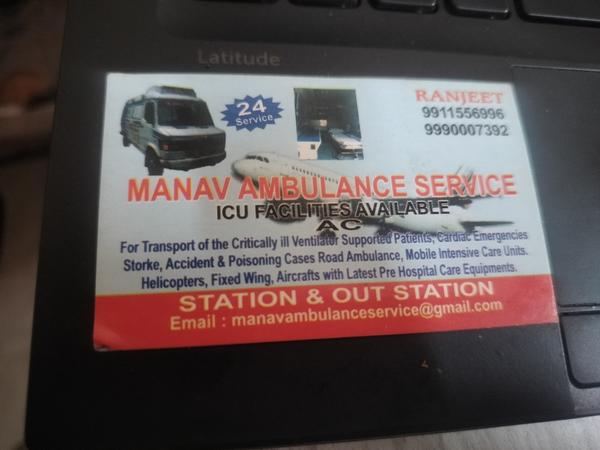 Latitude
24
Service
RANJEET
9911556996
9990007392
MANAV AMBULANCE SERVICE
ICU FACILITIES AVAILABLE
AC
For Transport of the Critically ill Ventilator Supported Patients, Cardiac Emergencies
Storke, Accident & Poisoning Cases Road Ambulance, Mobile Intensive Care Units.
Helicopters, Fixed Wing, Aircrafts with Latest Pre Hospital Care Equipments.
STATION & OUT STATION
Email : manavambulanceservice@gmail.com